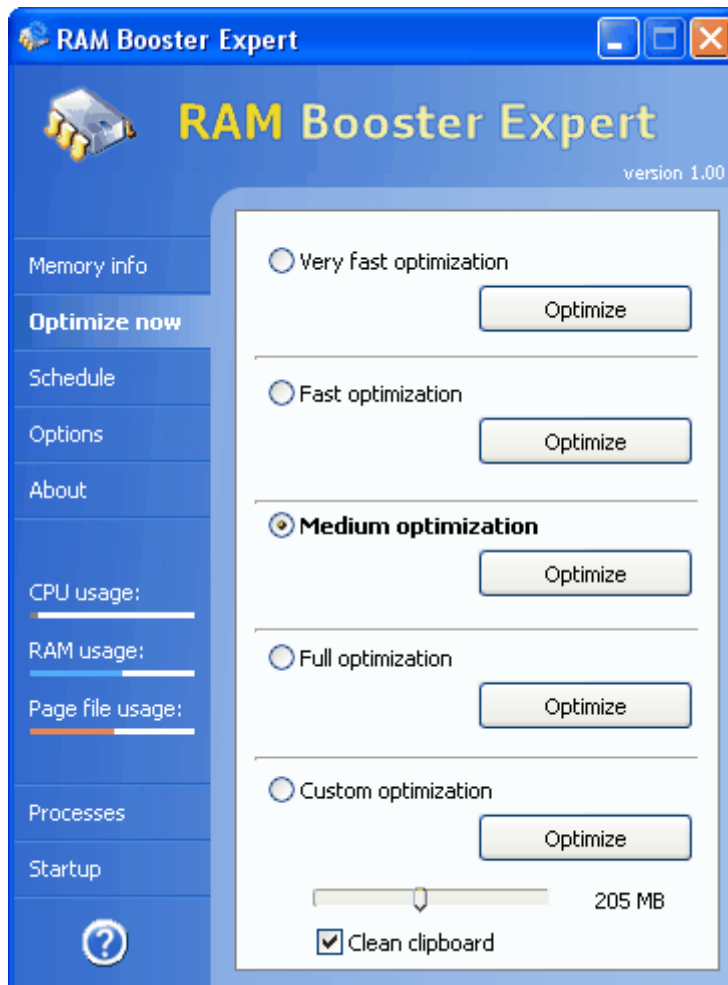 RAM Booster Expert
RAM Booster Expert
version 1.00
Memory info
Optimize now
Schedule
Options
About
CPU usage:
RAM usage:
Page file usage:
Processes
Startup
?
Very fast optimization
Optimize
Fast optimization
Optimize
Medium optimization
Optimize
Full optimization
Optimize
Custom optimization
Optimize
205 MB
Clean clipboard